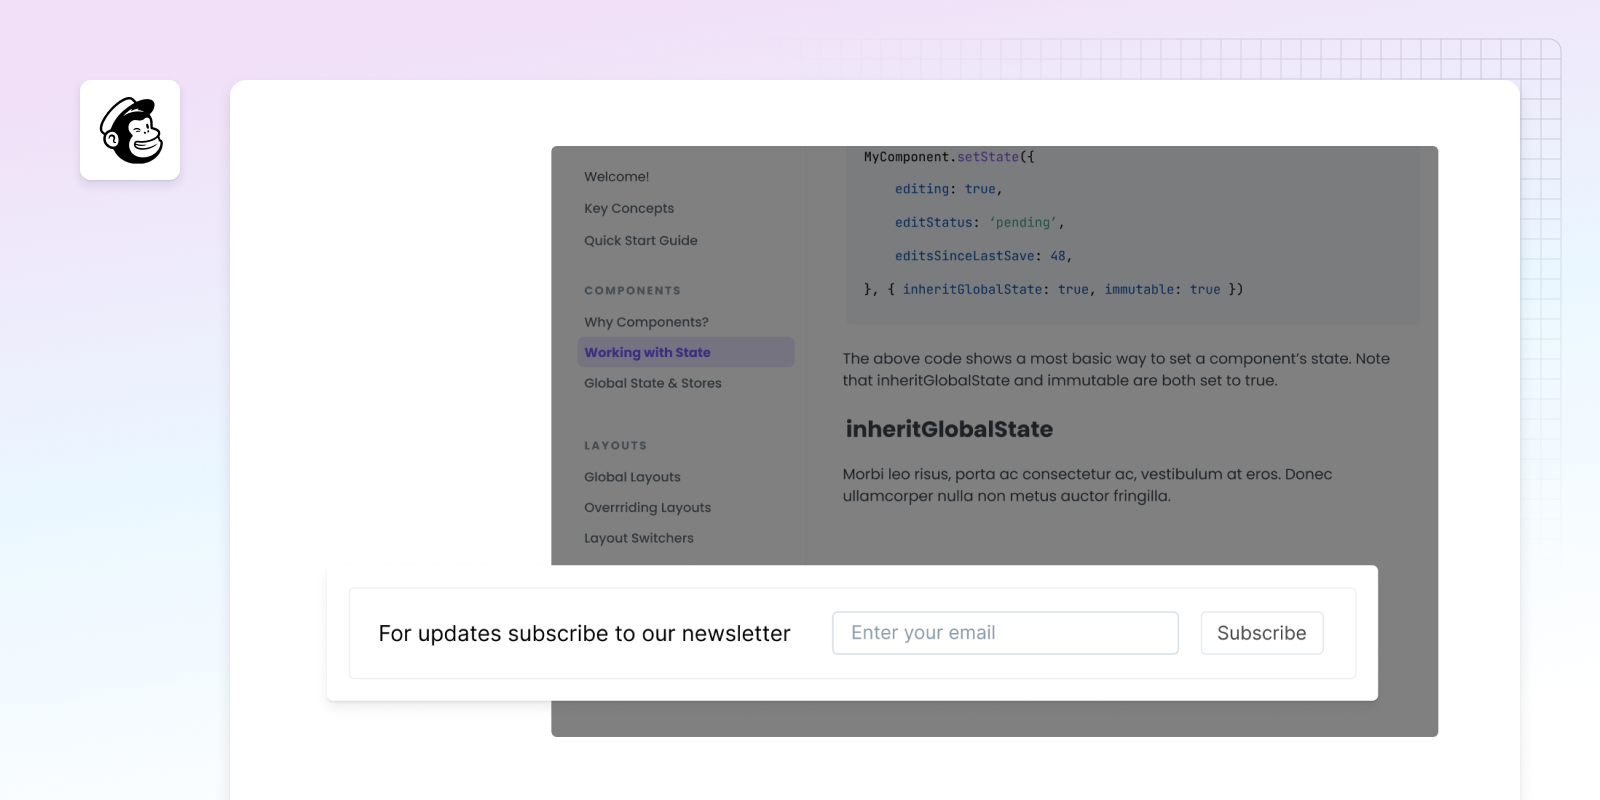 Welcome!
Key Concepts
Quick Start Guide
COMPONENTS
Why Components?
Working with State
Global State & Stores
LAYOUTS
Global Layouts
Overrriding Layouts
Layout Switchers
MyComponent.setState({
editing: true,
editStatus: ‘pending’,
editsSinceLastSave: 48,
}, { inheritGlobalState: true, immutable: true })
The above code shows a most basic way to set a component’s state. Note
that inheritGlobalState and immutable are both set to true.
inheritGlobalState
Morbi leo risus, porta ac consectetur ac, vestibulum at eros. Donec
ullamcorper nulla non metus auctor fringilla.
For updates subscribe to our newsletter
Enter your email
Subscribe